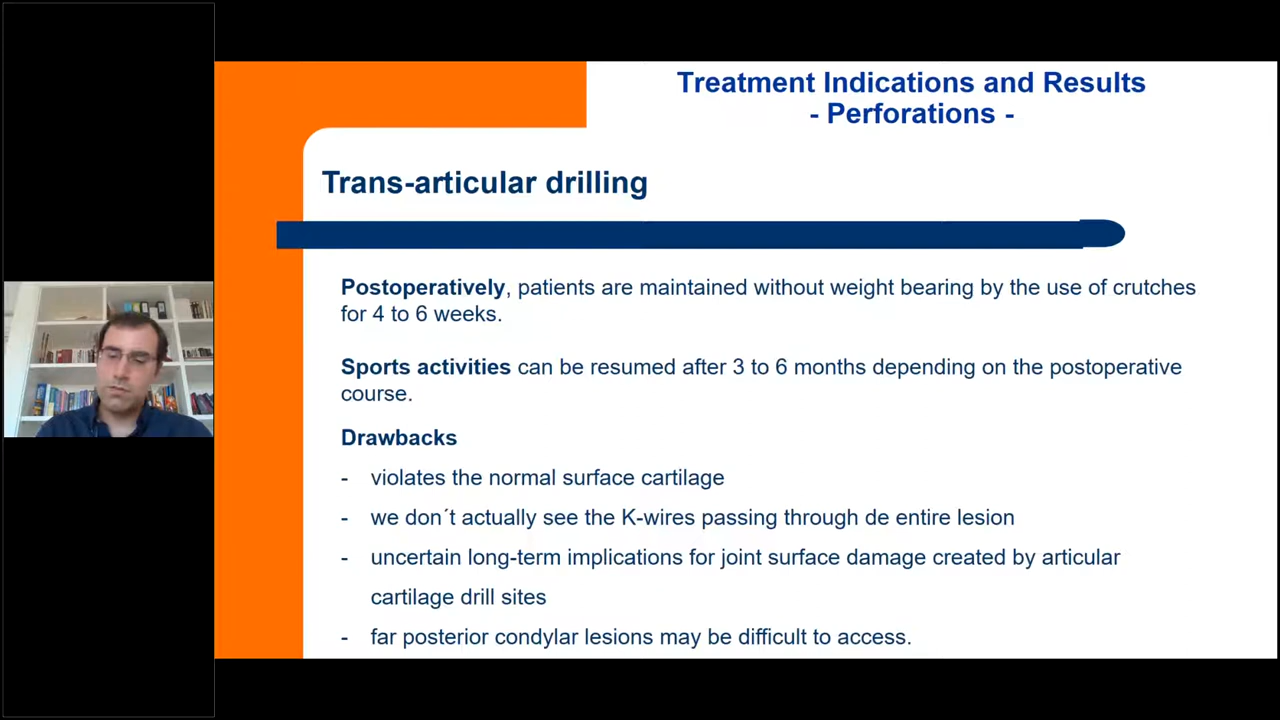 Treatment Indications and Results
- Perforations -
Trans-articular drilling
Postoperatively, patients are maintained without weight bearing by the use of crutches
for 4 to 6 weeks.
Sports activities can be resumed after 3 to 6 months depending on the postoperative
course.
Drawbacks
- violates the normal surface cartilage
- we don´t actually see the K-wires passing through de entire lesion
- uncertain long-term implications for joint surface damage created by articular
cartilage drill sites
- far posterior condylar lesions may be difficult to access.